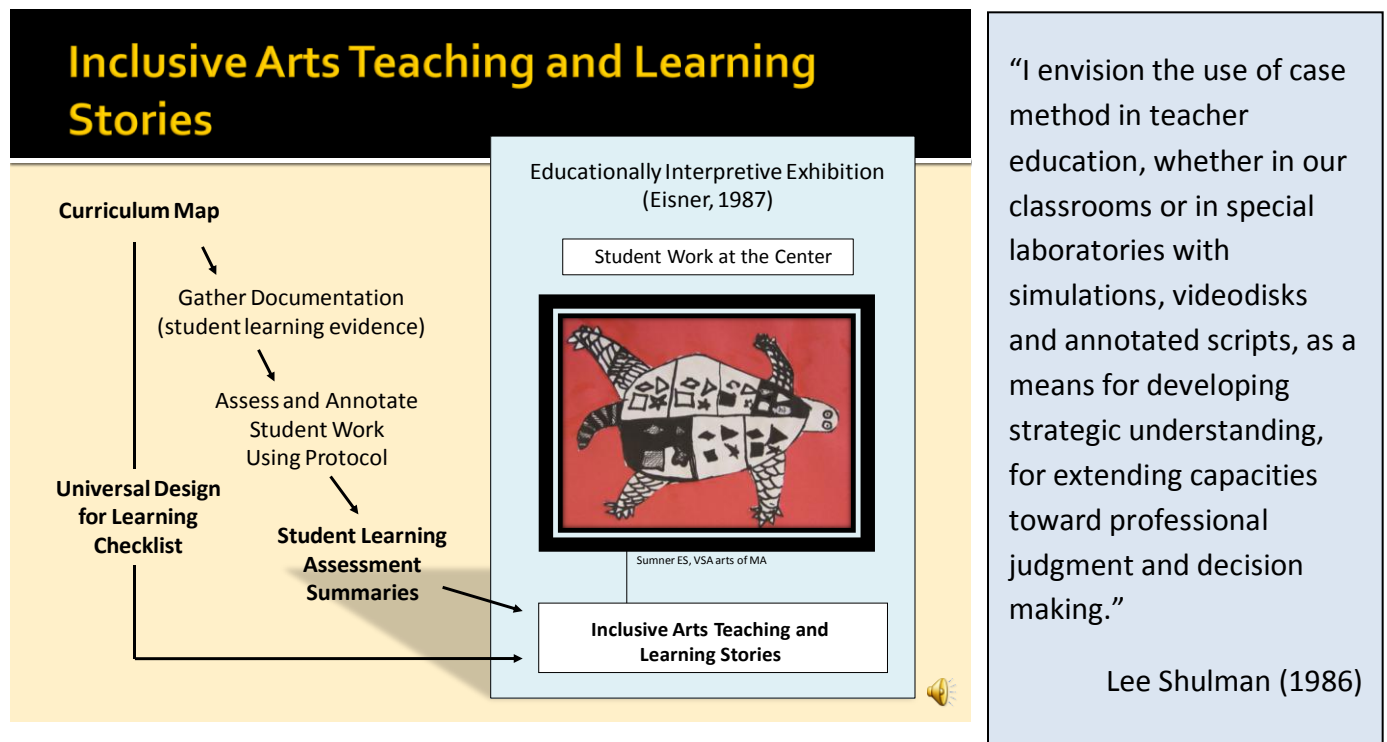 Inclusive Arts Teaching and Learning
Stories
Curriculum Map
Gather Documentation
(student learning evidence)
Assess and Annotate
Student Work
Using Protocol
Universal Design
for Learning
Checklist
Student Learning
Assessment
Summaries
Educationally Interpretive Exhibition
(Eisner, 1987)
Student Work at the Center
Sumner ES, VSA arts of MA
Inclusive Arts Teaching and
Learning Stories
“I envision the use of case
method in teacher
education, whether in our
classrooms or in special
laboratories with
simulations, videodisks
and annotated scripts, as a
means for developing
strategic understanding,
for extending capacities
toward professional
judgment and decision
making.”
Lee Shulman (1986)